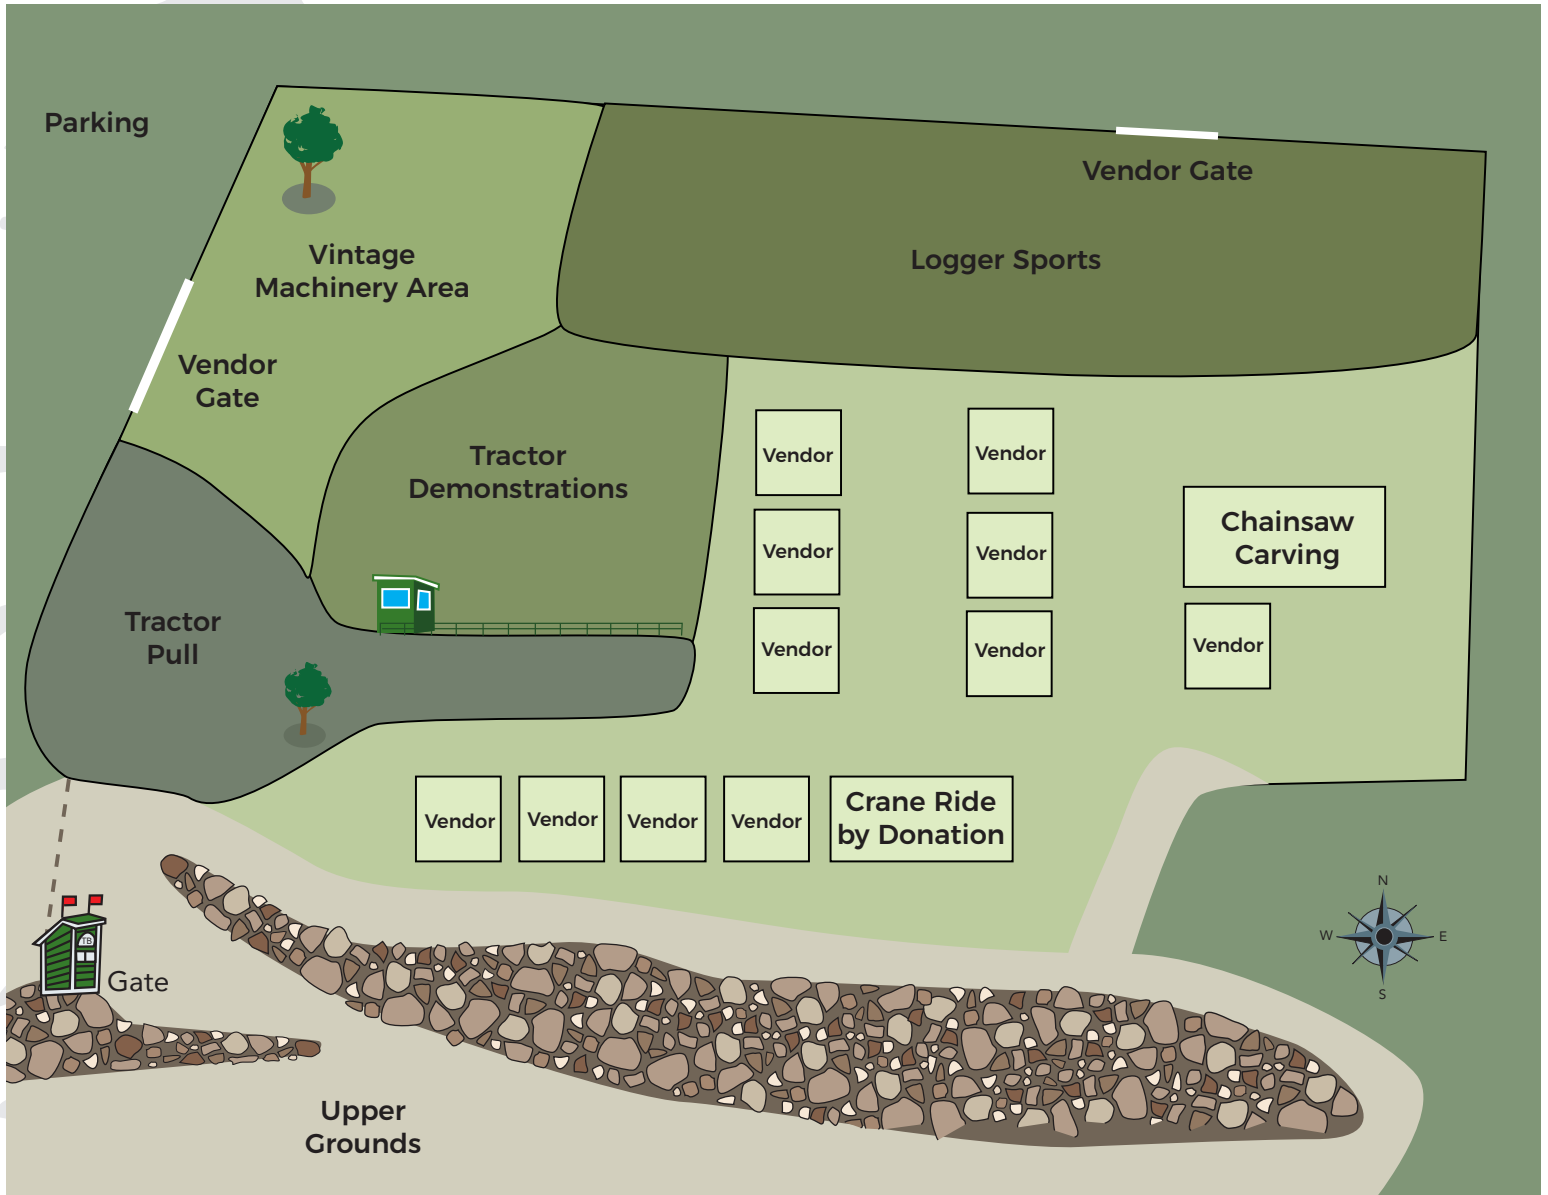 Parking
Vendor Gate
Vintage
Machinery Area
Logger Sports
Vendor
Gate
Tractor
Demonstrations
Vendor
Vendor
Chainsaw
Carving
Vendor
Vendor
Tractor
Pull
Vendor
Vendor
Vendor
Vendor
Vendor
Vendor
Vendor
Crane Ride
by Donation
N
W
E
S
TB
Gate
Upper
Grounds